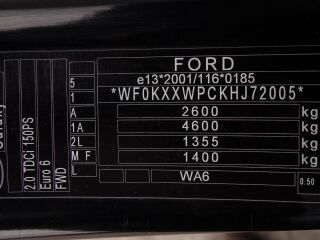 FORD
e13*2001/116*0185
*WF0KXXWPCKHJ72005*
5
1
1A
2L
M F
L
2600 kg
4600 kg
1355 kg
1400 kg
WA6
0.50
Galaxy
2.0 TDCI 150PS
Euro 6
FWD